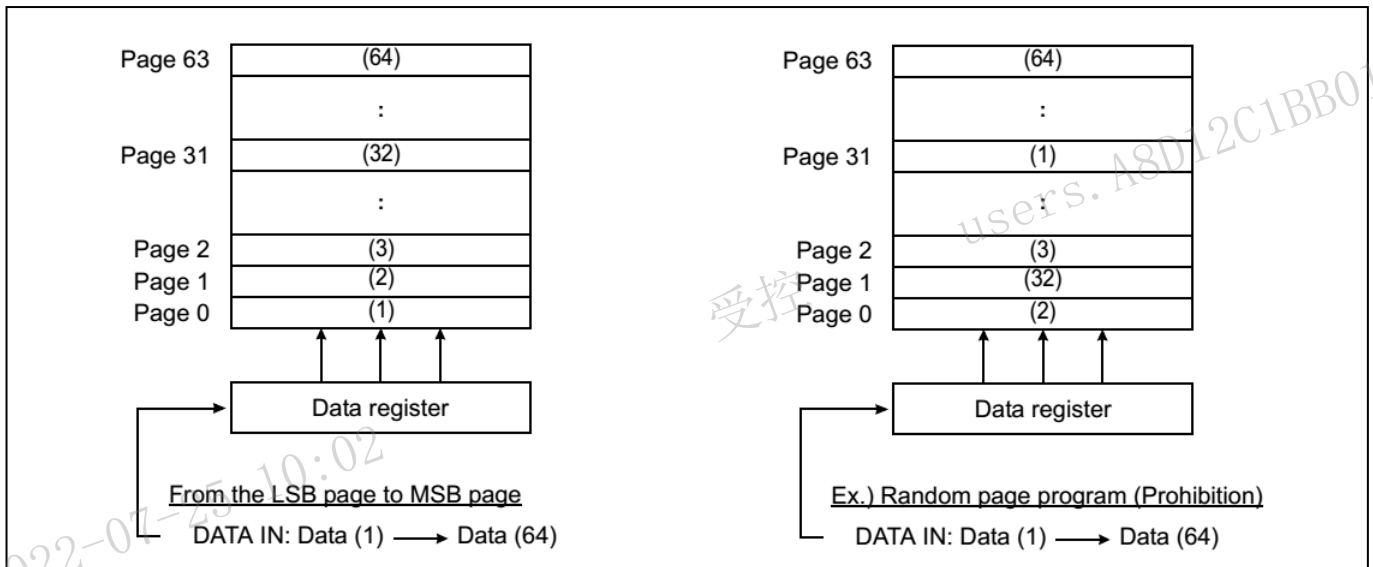 Page 63 (64)
:
Page 31 (32)
:
Page 2 (3)
Page 1 (2)
Page 0 (1)
Data register
From the LSB page to MSB page
DATA IN: Data (1) → Data (64)
Page 63 (64)
:
Page 31 (1)
:
Page 2 (3)
Page 1 (32)
Page 0 (2)
Data register
Ex.) Random page program (Prohibition)
DATA IN: Data (1) → Data (64)
users. A8D12C1BB01
受控
022-07-25 10:02